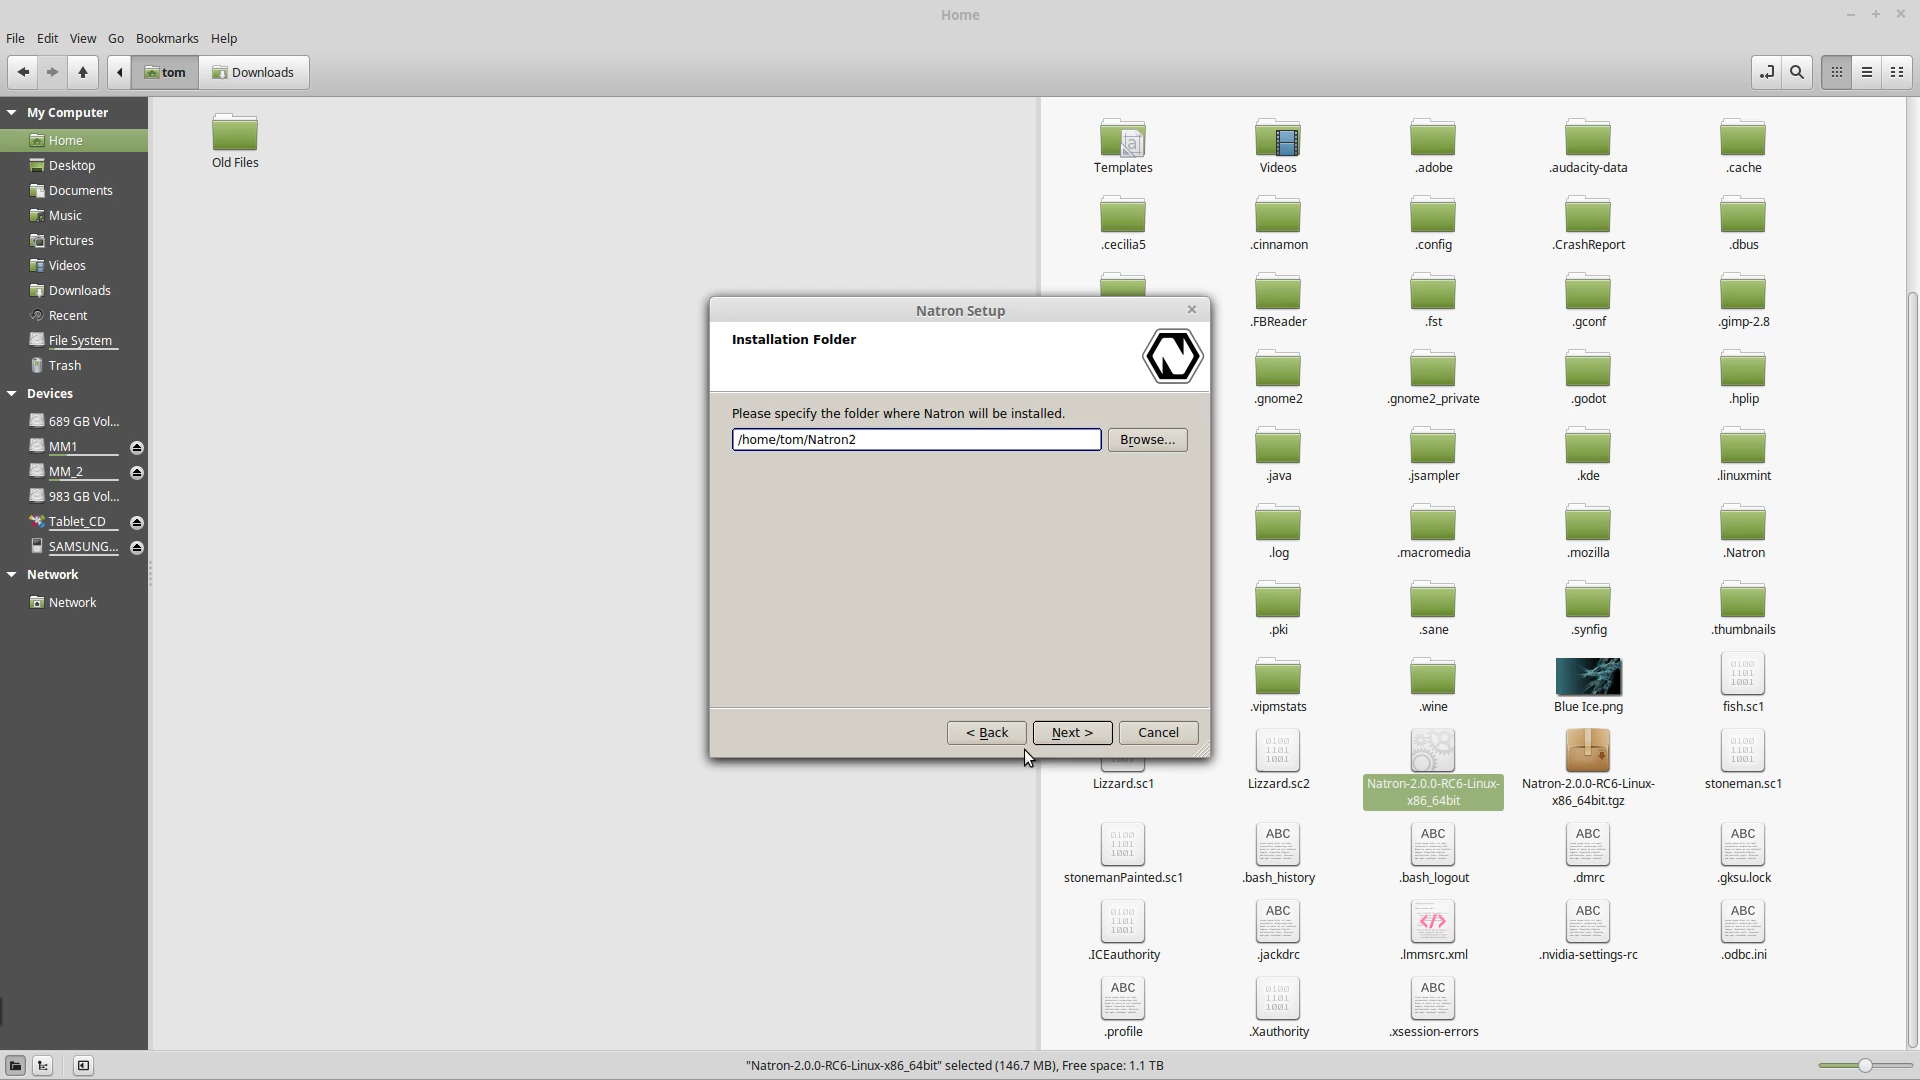 Home
File Edit View Go Bookmarks Help
tom Downloads
My Computer
Home
Desktop
Documents
Music
Pictures
Videos
Downloads
Recent
File System
Trash
Devices
689 GB Vol...
MM1
MM_2
983 GB Vol...
Tablet_CD
SAMSUNG...
Network
Network
Old Files
Templates Videos .adobe .audacity-data .cache
.cecilia5 .cinnamon .config .CrashReport .dbus
.FBReader .fst .gconf .gimp-2.8
.gnome2 .gnome2_private .godot .hplip
.java .jsampler .kde .linuxmint
.log .macromedia .mozilla .Natron
.pki .sane .synfig .thumbnails
.vipmstats .wine Blue Ice.png fish.sc1
Lizzard.sc1 Lizzard.sc2 Natron-2.0.0-RC6-Linux- Natron-2.0.0-RC6-Linux- stoneman.sc1
x86_64bit x86_64bit.tgz
stonemanPainted.sc1 .bash_history .bash_logout .dmrc .gksu.lock
.ICEauthority .jackdrc .lmmsrc.xml .nvidia-settings-rc .odbc.ini
.profile .Xauthority .xsession-errors
Natron Setup
Installation Folder
Please specify the folder where Natron will be installed.
/home/tom/Natron2 Browse...
< Back Next > Cancel
"Natron-2.0.0-RC6-Linux-x86_64bit" selected (146.7 MB), Free space: 1.1 TB